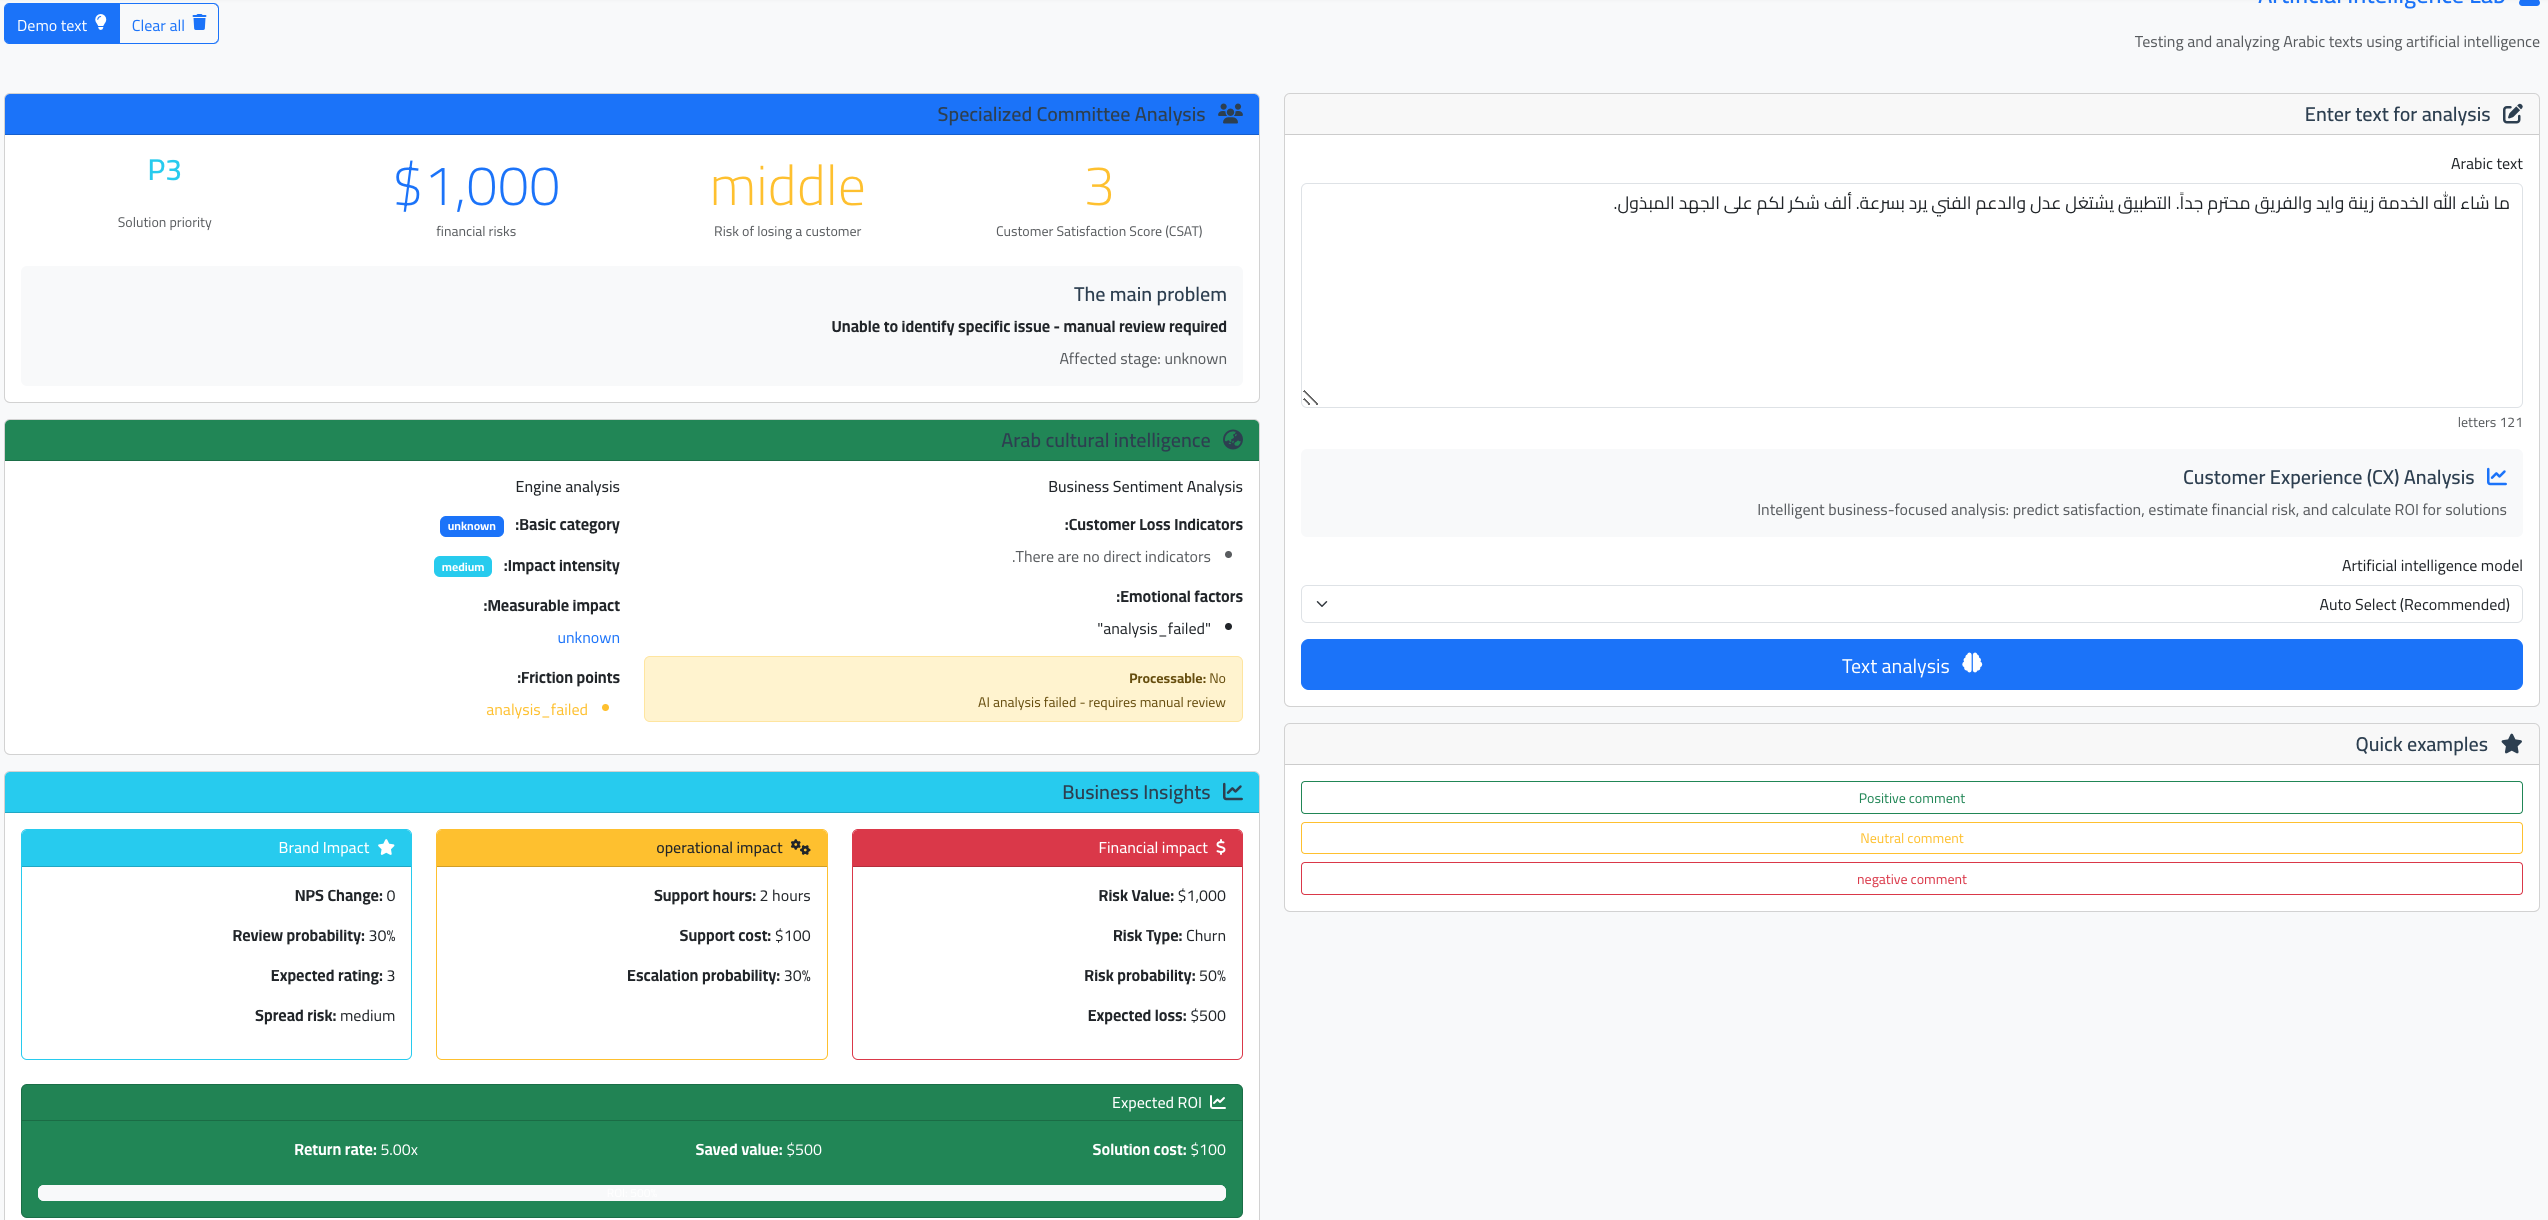 Demo text
Clear all
Artificial Intelligence Lab
Testing and analyzing Arabic texts using artificial intelligence
Enter text for analysis
Arabic text
ما شاء الله الخدمة زينة وايد والفريق محترم جداً. التطبيق يشتغل عدل والدعم الفني يرد بسرعة. ألف شكر لكم على الجهد المبذول.
letters 121
Customer Experience (CX) Analysis
Intelligent business-focused analysis: predict satisfaction, estimate financial risk, and calculate ROI for solutions
Artificial intelligence model
Auto Select (Recommended)
Text analysis
Quick examples
Positive comment
Neutral comment
negative comment
Specialized Committee Analysis
3
Customer Satisfaction Score (CSAT)
middle
Risk of losing a customer
$1,000
financial risks
P3
Solution priority
The main problem
Unable to identify specific issue - manual review required
Affected stage: unknown
Arab cultural intelligence
Business Sentiment Analysis
:Customer Loss Indicators
.There are no direct indicators
:Emotional factors
"analysis_failed"
Processable: No
AI analysis failed - requires manual review
Engine analysis
:Basic category unknown
:Impact intensity medium
:Measurable impact
unknown
:Friction points
analysis_failed
Business Insights
Financial impact
Risk Value: $1,000
Risk Type: Churn
Risk probability: 50%
Expected loss: $500
operational impact
Support hours: 2 hours
Support cost: $100
Escalation probability: 30%
Brand Impact
NPS Change: 0
Review probability: 30%
Expected rating: 3
Spread risk: medium
Expected ROI
Solution cost: $100
Saved value: $500
Return rate: 5.00x